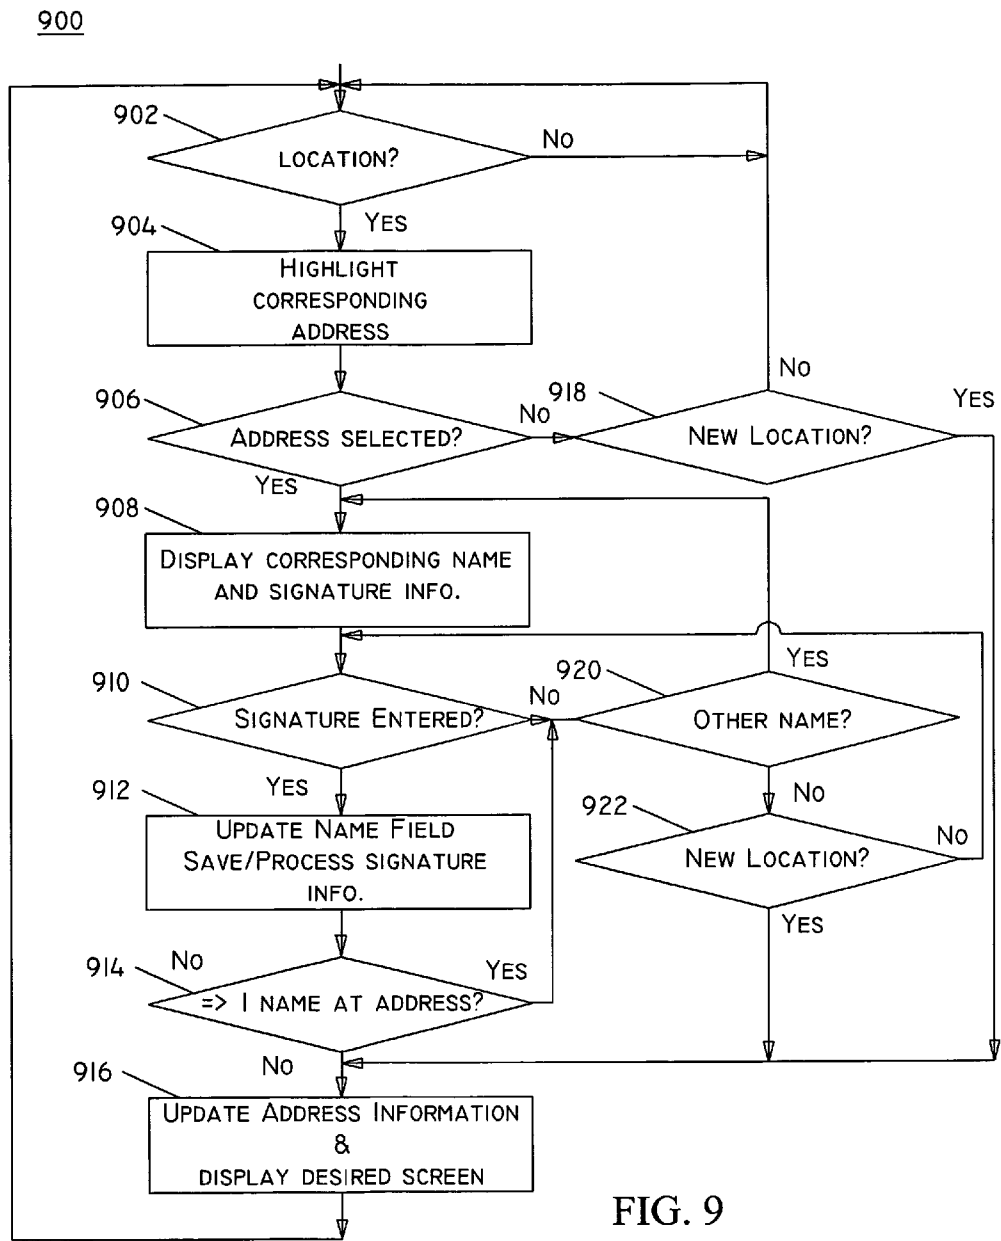 900
902
LOCATION?
NO
YES
904
HIGHLIGHT
CORRESPONDING
ADDRESS
906
ADDRESS SELECTED?
NO
918
NEW LOCATION?
NO
YES
YES
908
DISPLAY CORRESPONDING NAME
AND SIGNATURE INFO.
910
SIGNATURE ENTERED?
NO
920
YES
OTHER NAME?
YES
912
UPDATE NAME FIELD
SAVE/PROCESS SIGNATURE
INFO.
NO
922
NEW LOCATION?
NO
YES
NO
914
=> 1 NAME AT ADDRESS?
YES
NO
916
UPDATE ADDRESS INFORMATION
&
DISPLAY DESIRED SCREEN
FIG. 9